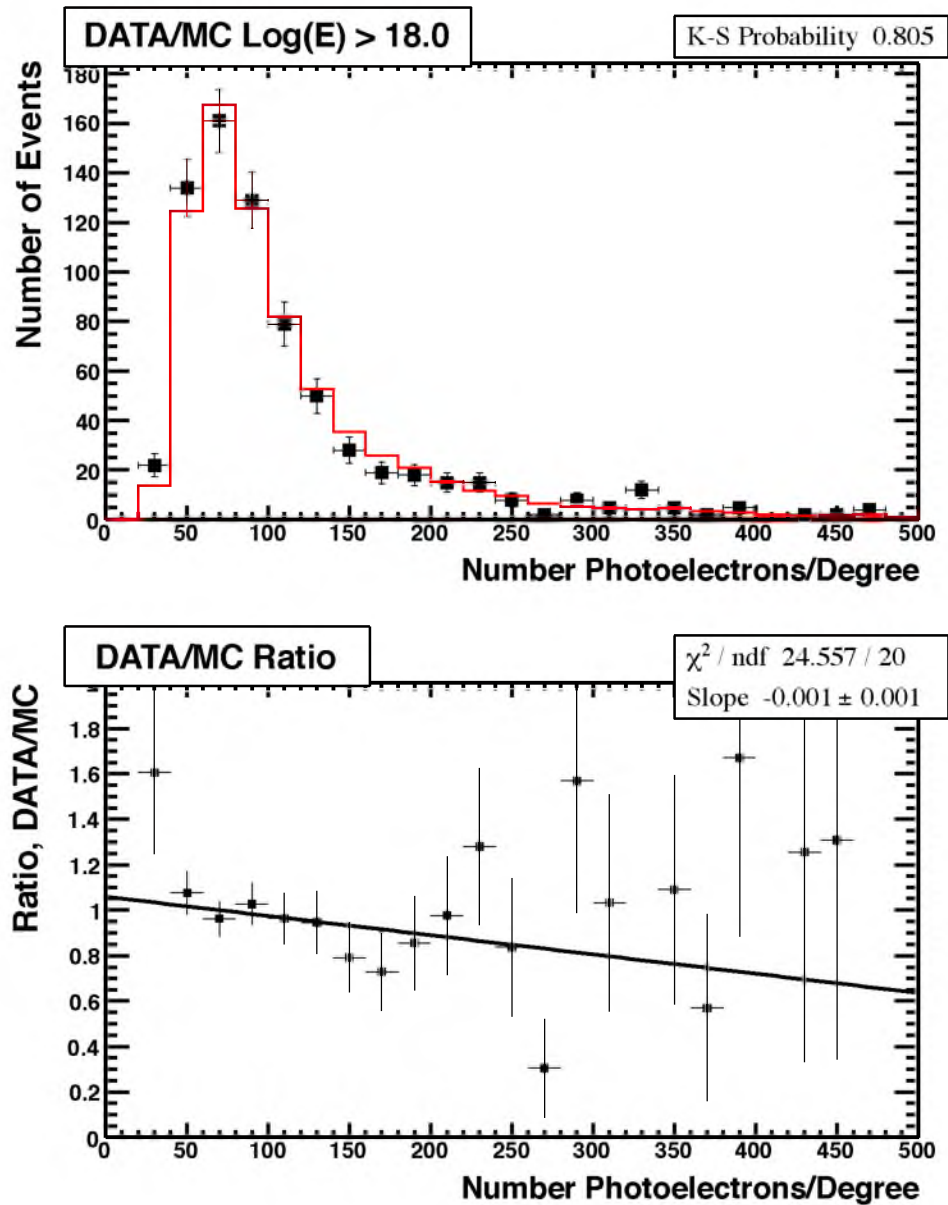 DATA/MC Log(E) > 18.0
K-S Probability 0.805
Number of Events
180
160
140
120
100
80
60
40
20
0
0 50 100 150 200 250 300 350 400 450 500
Number Photoelectrons/Degree
DATA/MC Ratio
χ² / ndf 24.557 / 20
Slope -0.001 ± 0.001
Ratio, DATA/MC
1.8
1.6
1.4
1.2
1
0.8
0.6
0.4
0.2
0
0 50 100 150 200 250 300 350 400 450 500
Number Photoelectrons/Degree